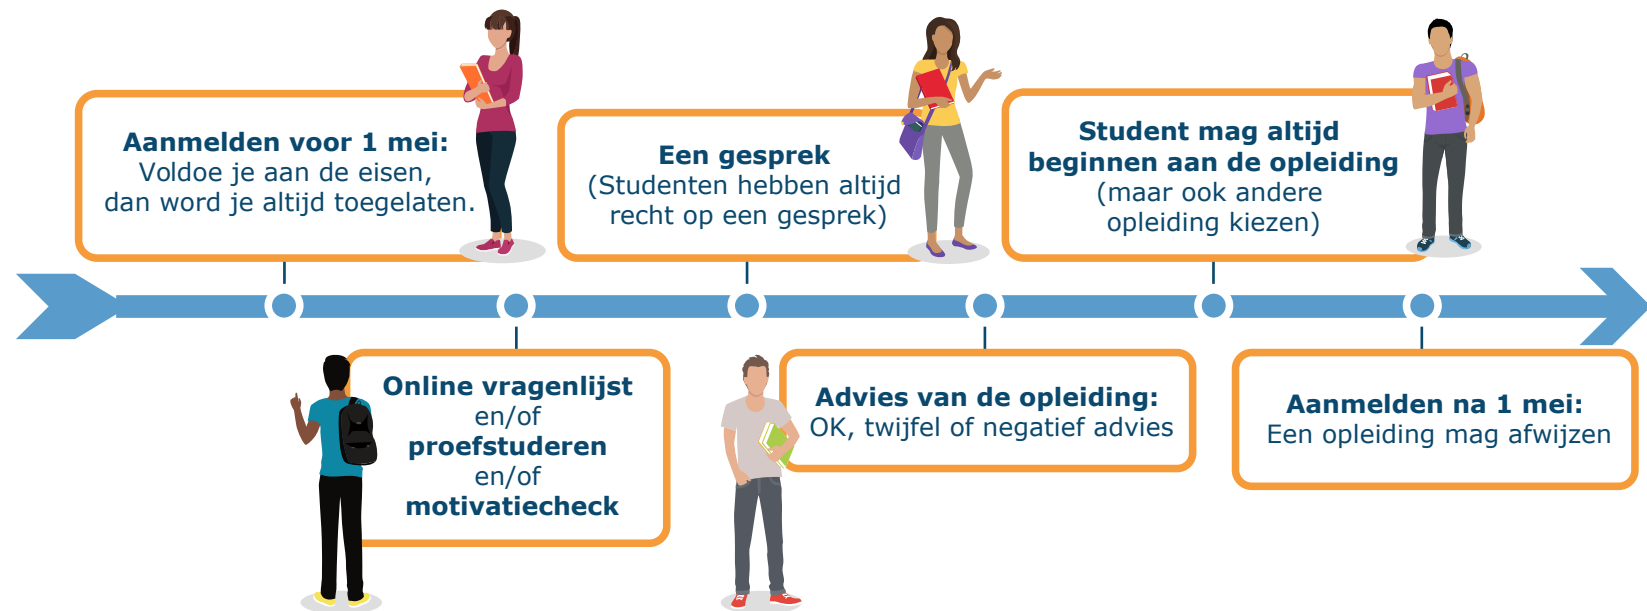 Aanmelden voor 1 mei:
Voldoe je aan de eisen,
dan word je altijd toegelaten.
Online vragenlijst
en/of
proefstuderen
en/of
motivatiecheck
Een gesprek
(Studenten hebben altijd
recht op een gesprek)
Advies van de opleiding:
OK, twijfel of negatief advies
Student mag altijd
beginnen aan de opleiding
(maar ook andere
opleiding kiezen)
Aanmelden na 1 mei:
Een opleiding mag afwijzen